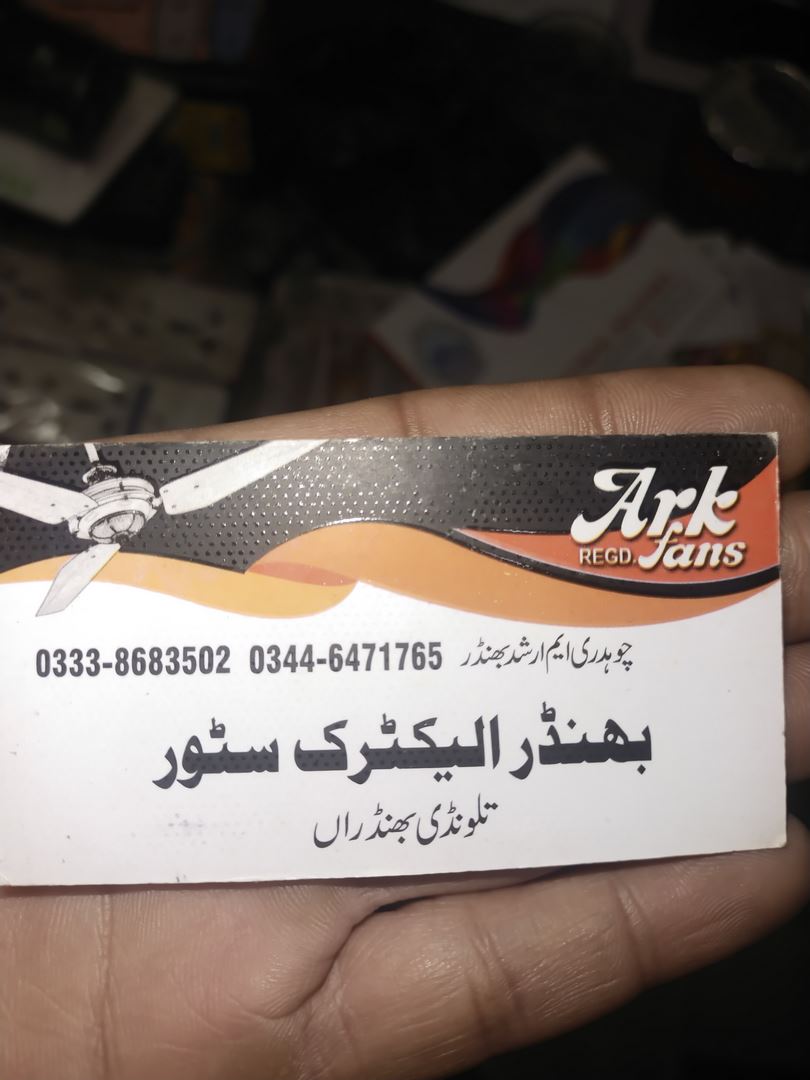 Ark
REGD. fans
0333-8683502 0344-6471765 چوہدری ایم ارشد بھنڈر
بھنڈر الیکٹرک سٹور
تلونڈی بھنڈراں